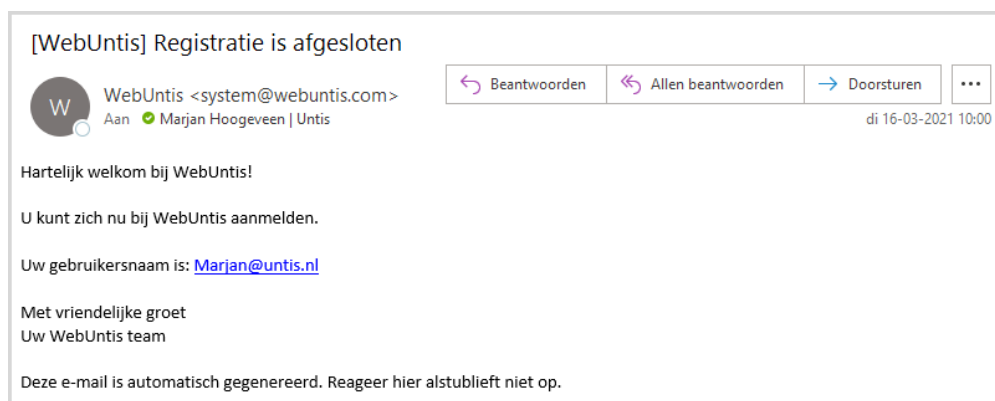 [WebUntis] Registratie is afgesloten
W
WebUntis <system@webuntis.com>
Aan Marjan Hoogeveen | Untis
Beantwoorden
Allen beantwoorden
Doorsturen
...
di 16-03-2021 10:00
Hartelijk welkom bij WebUntis!
U kunt zich nu bij WebUntis aanmelden.
Uw gebruikersnaam is: Marjan@untis.nl
Met vriendelijke groet
Uw WebUntis team
Deze e-mail is automatisch gegenereerd. Reageer hier alstublieft niet op.